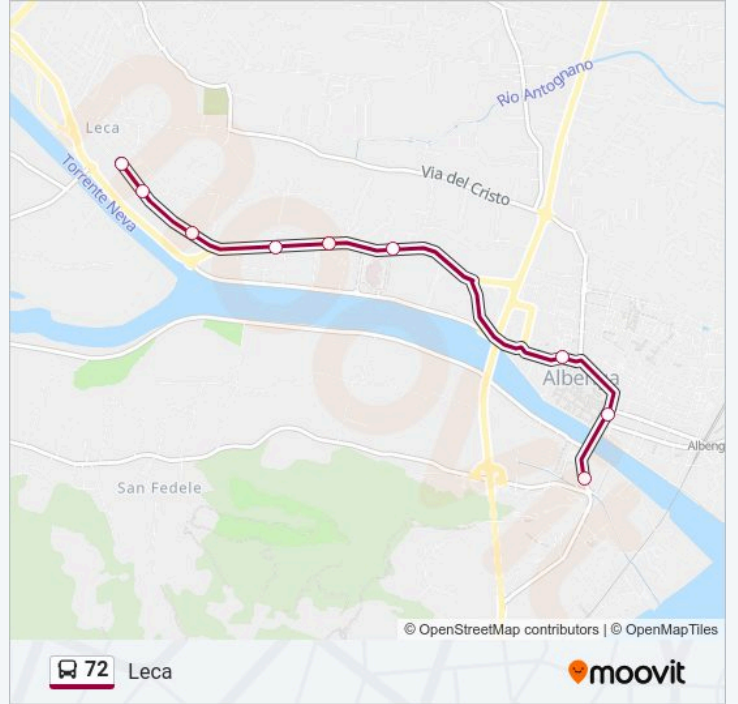 Rio Antognano
Leca
Via del Cristo
Torrente Neva
Albenga
Albeng
San Fedele
© OpenStreetMap contributors | © OpenMapTiles
72 Leca
moovit